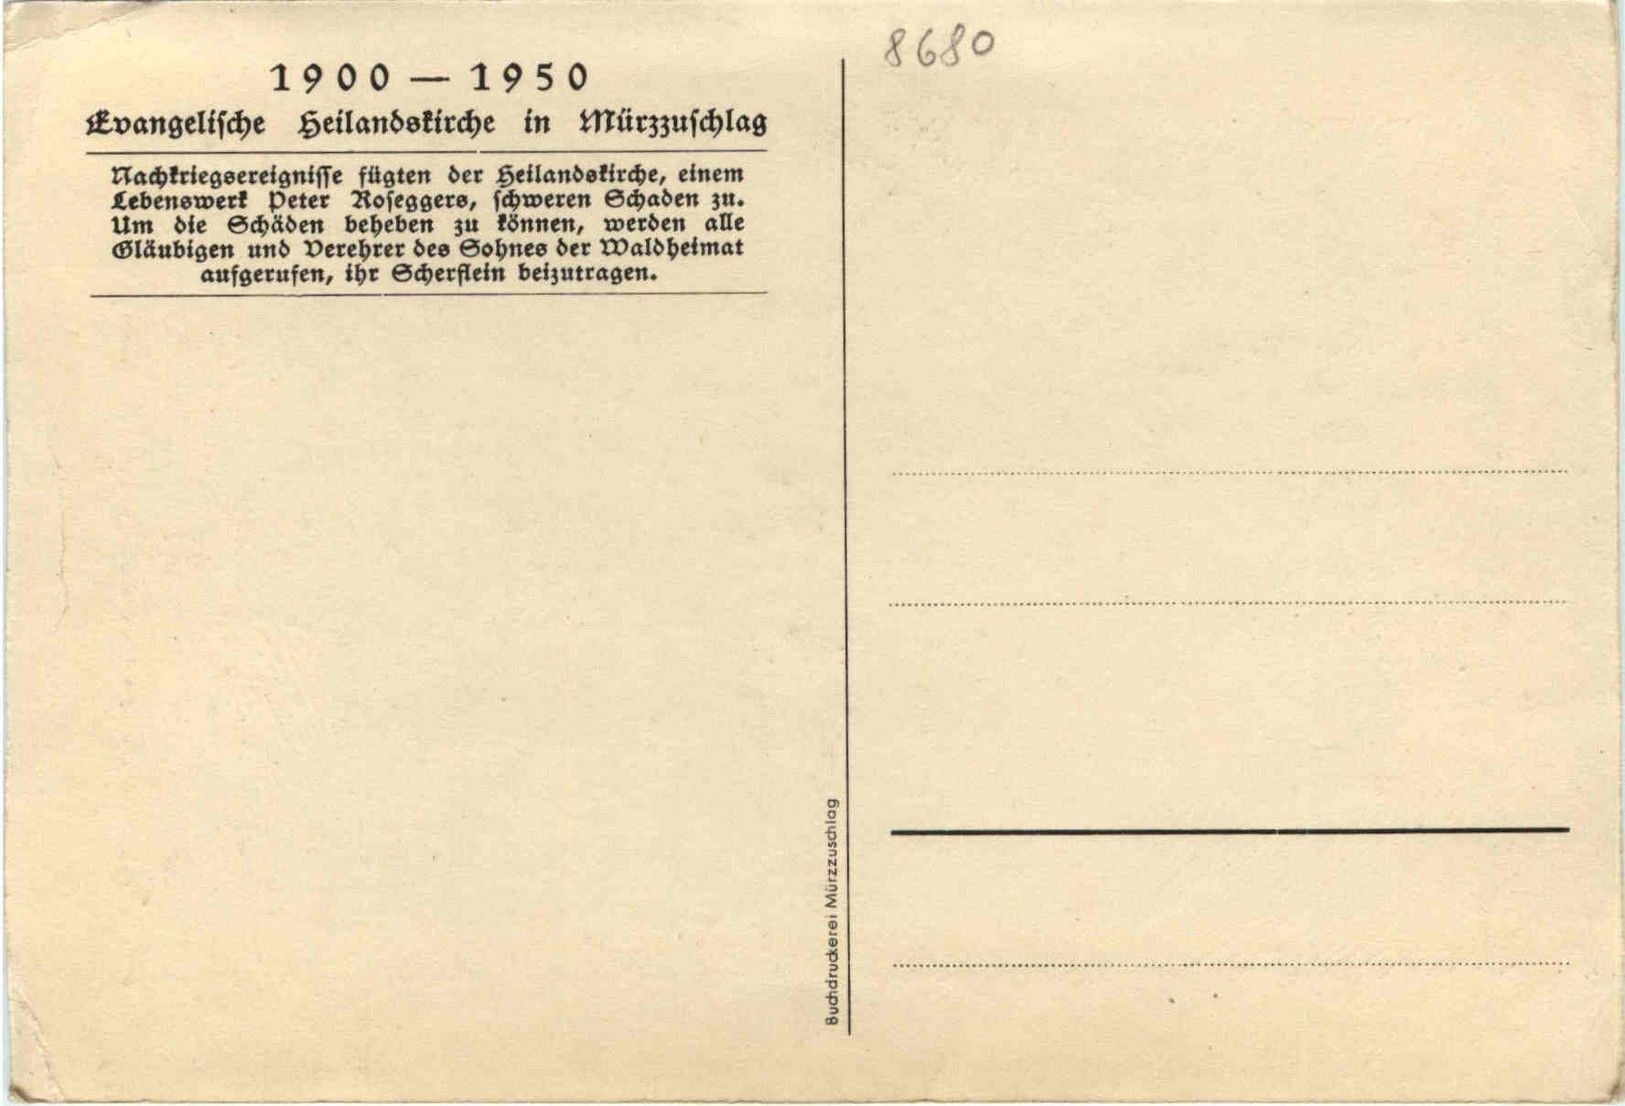 1900 — 1950
Evangelische Heilandskirche in Mürzzuschlag
Nachkriegsereignisse fügten der Heilandskirche, einem
Lebenswerk Peter Roseggers, schweren Schaden zu.
Um die Schäden beheben zu können, werden alle
Gläubigen und Verehrer des Sohnes der Waldheimat
aufgerufen, ihr Scherflein beizutragen.
8680
Buchdruckerei Mürzzuschlag